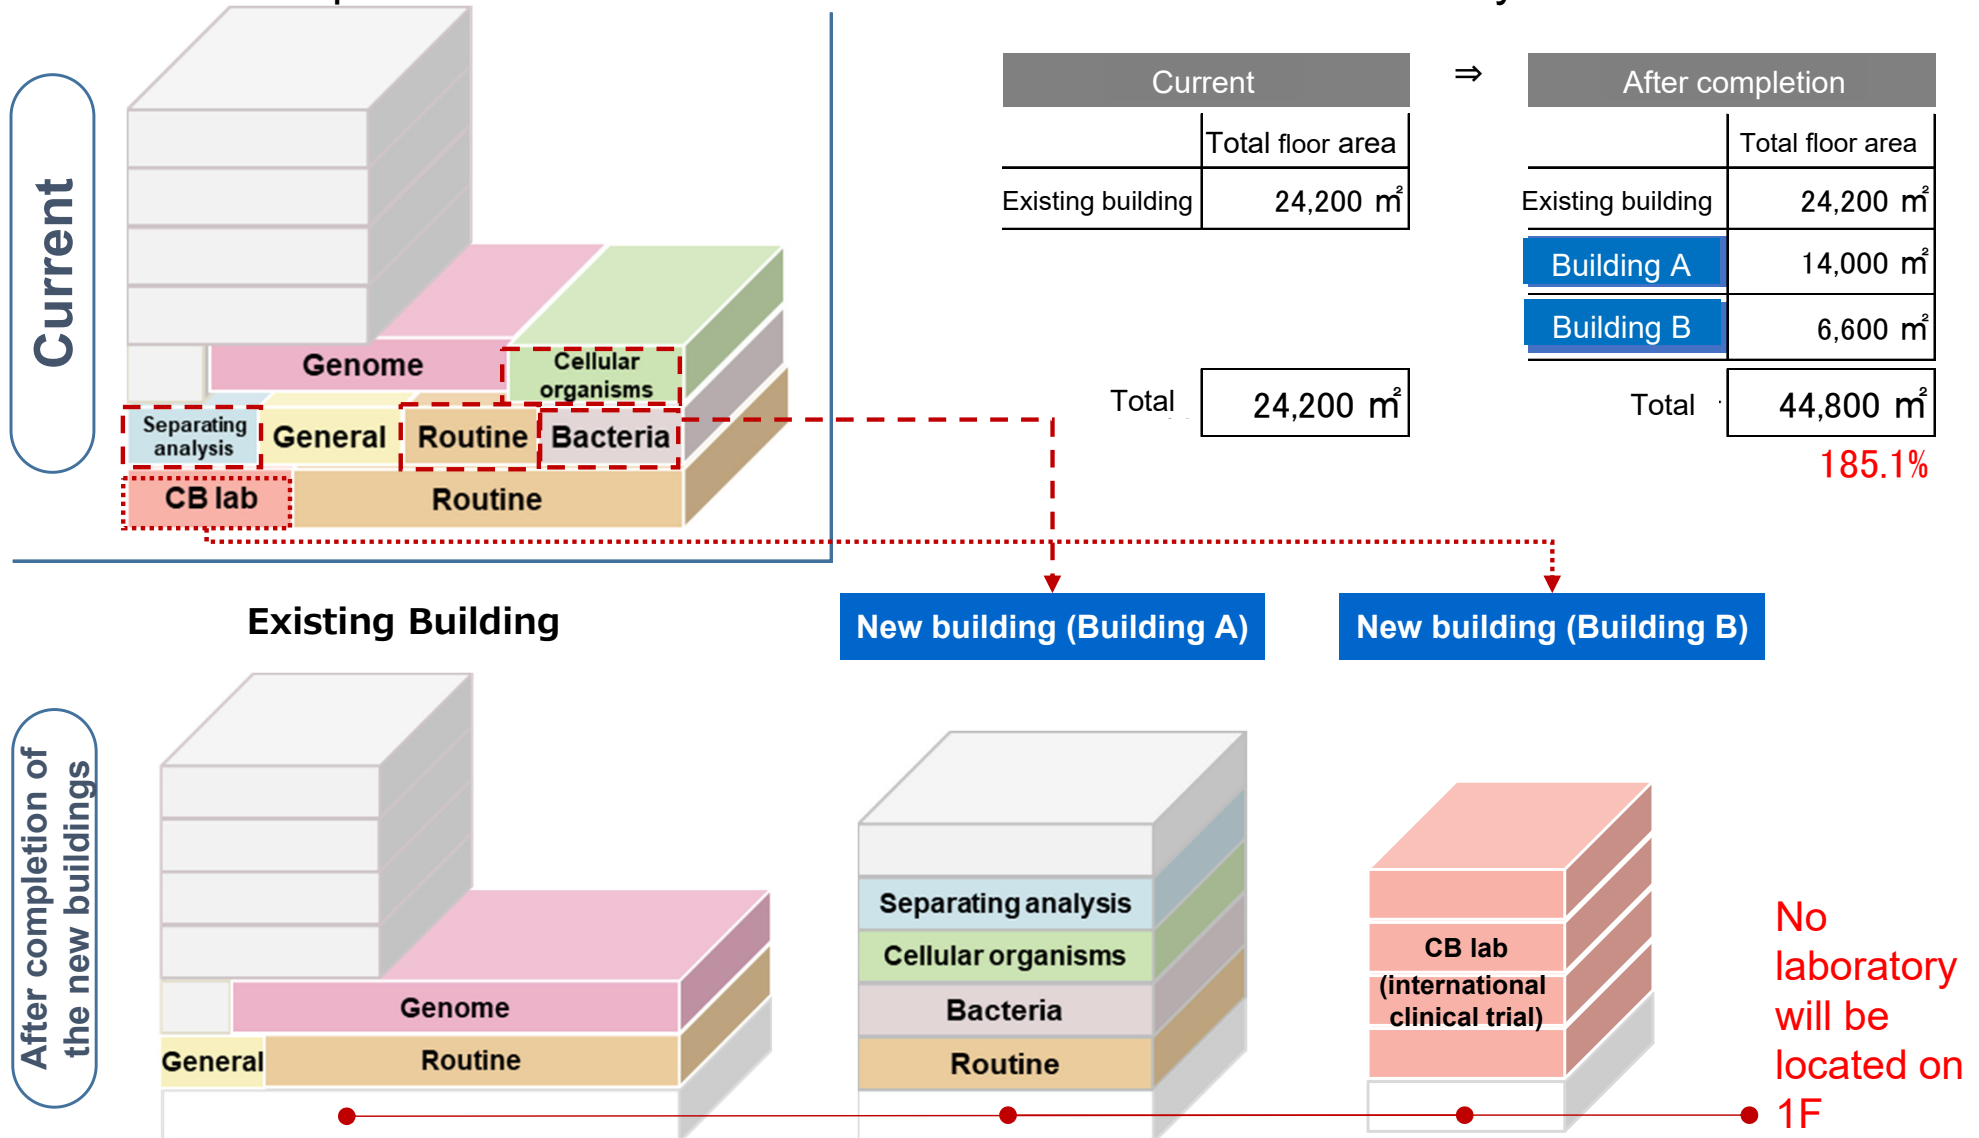 Current
⇒
After completion
Total floor area
Total floor area
Existing building
24,200 ㎡
Existing building
24,200 ㎡
Building A
14,000 ㎡
Building B
6,600 ㎡
Total
24,200 ㎡
Total
44,800 ㎡
185.1%
Current
Genome
Cellular
organisms
Separating
analysis
General
Routine
Bacteria
CB lab
Routine
Existing Building
New building (Building A)
New building (Building B)
After completion of
the new buildings
Genome
General
Routine
Separating analysis
Cellular organisms
Bacteria
Routine
CB lab
(international
clinical trial)
No
laboratory
will be
located on
1F